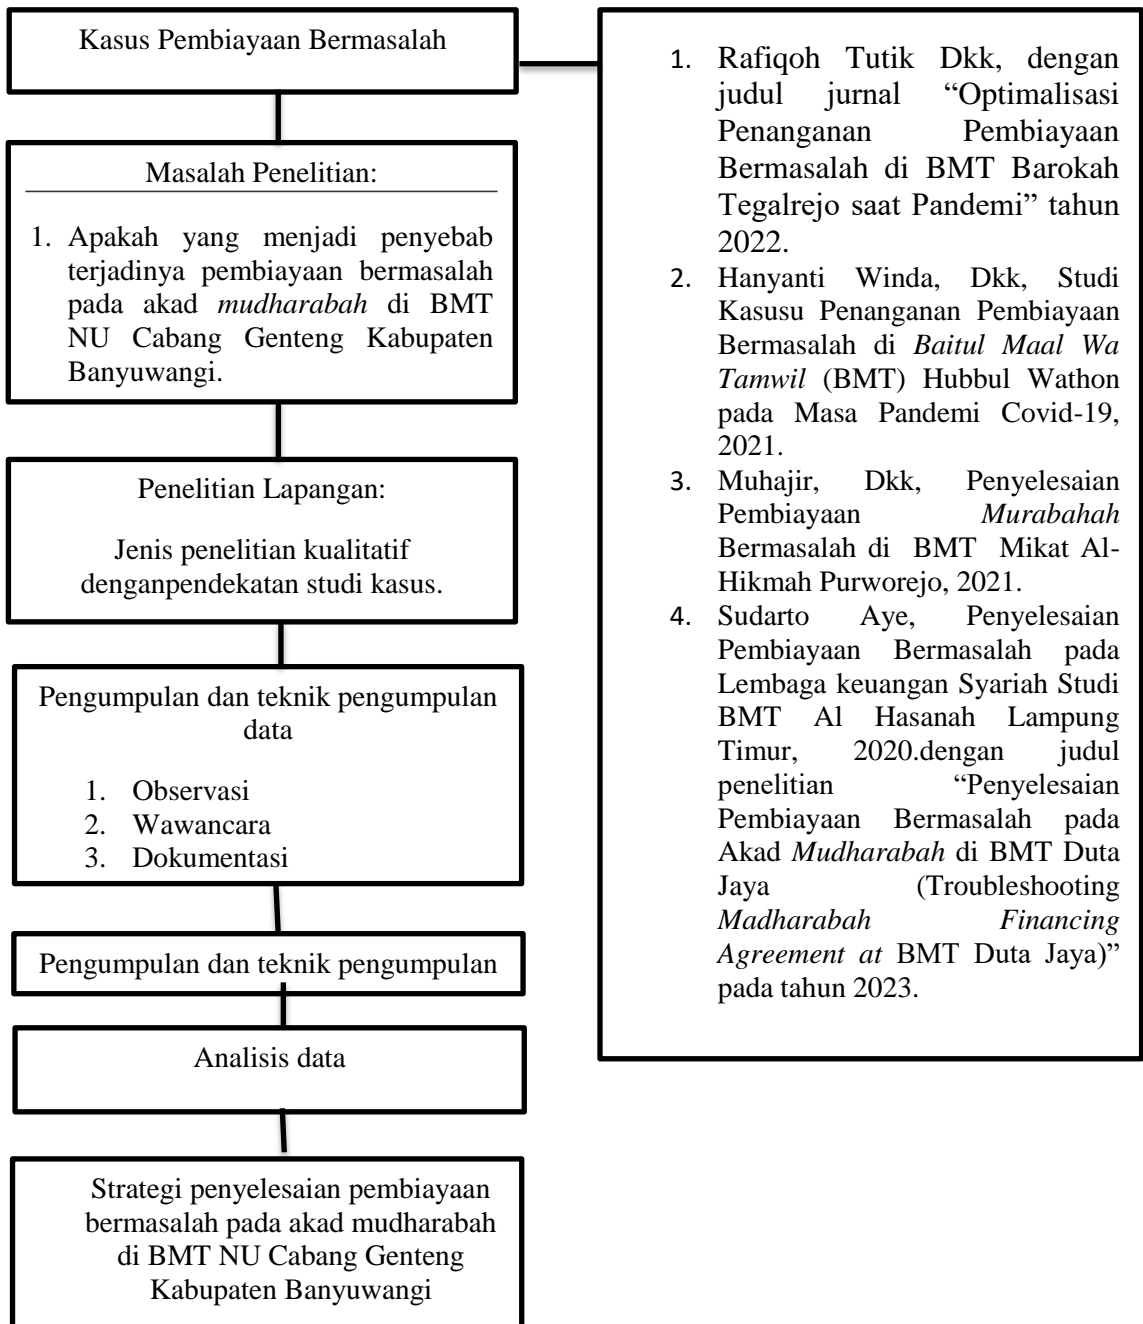 Kasus Pembiayaan Bermasalah
Masalah Penelitian:
1. Apakah yang menjadi penyebab
terjadinya pembiayaan bermasalah
pada akad mudharabah di BMT
NU Cabang Genteng Kabupaten
Banyuwangi.
Penelitian Lapangan:
Jenis penelitian kualitatif
denganpendekatan studi kasus.
Pengumpulan dan teknik pengumpulan
data
1. Observasi
2. Wawancara
3. Dokumentasi
Pengumpulan dan teknik pengumpulan
Analisis data
Strategi penyelesaian pembiayaan
bermasalah pada akad mudharabah
di BMT NU Cabang Genteng
Kabupaten Banyuwangi
1. Rafiqoh Tutik Dkk, dengan
judul jurnal “Optimalisasi
Penanganan Pembiayaan
Bermasalah di BMT Barokah
Tegalrejo saat Pandemi” tahun
2022.
2. Hanyanti Winda, Dkk, Studi
Kasusu Penanganan Pembiayaan
Bermasalah di Baitul Maal Wa
Tamwil (BMT) Hubbul Wathon
pada Masa Pandemi Covid-19,
2021.
3. Muhajir, Dkk, Penyelesaian
Pembiayaan Murabahah
Bermasalah di BMT Mikat Al-
Hikmah Purworejo, 2021.
4. Sudarto Aye, Penyelesaian
Pembiayaan Bermasalah pada
Lembaga keuangan Syariah Studi
BMT Al Hasanah Lampung
Timur, 2020.dengan judul
penelitian “Penyelesaian
Pembiayaan Bermasalah pada
Akad Mudharabah di BMT Duta
Jaya (Troubleshooting
Madharabah Financing
Agreement at BMT Duta Jaya)”
pada tahun 2023.